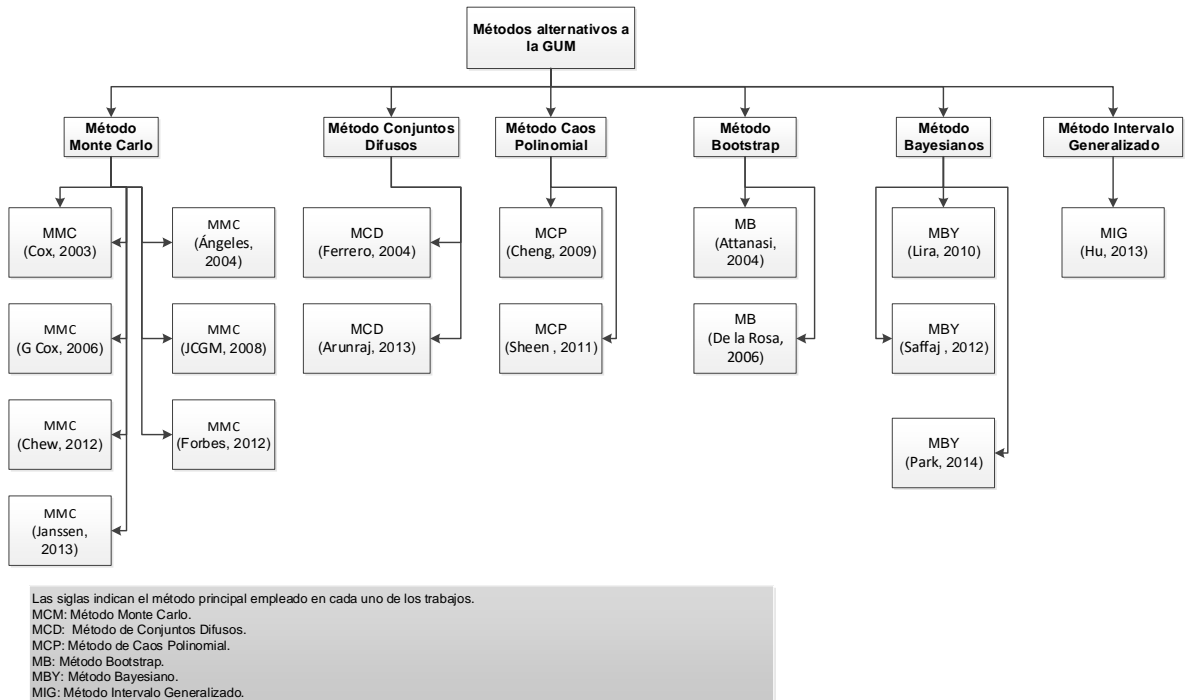 Métodos alternativos a
la GUM
Método
Monte Carlo
Método Conjuntos
Difusos
Método Caos
Polinomial
Método
Bootstrap
Método
Bayesianos
Método Intervalo
Generalizado
MMC
(Cox, 2003)
MMC
(Ángeles,
2004)
MCD
(Ferrero, 2004)
MCP
(Cheng, 2009)
MB
(Attanasi,
2004)
MBY
(Lira, 2010)
MIG
(Hu, 2013)
MMC
(G Cox, 2006)
MMC
(JCGM, 2008)
MCD
(Arunraj, 2013)
MCP
(Sheen , 2011)
MB
(De la Rosa,
2006)
MBY
(Saffaj , 2012)
MMC
(Chew, 2012)
MMC
(Forbes, 2012)
MBY
(Park, 2014)
MMC
(Janssen,
2013)
Las siglas indican el método principal empleado en cada uno de los trabajos.
MCM: Método Monte Carlo.
MCD:  Método de Conjuntos Difusos.
MCP: Método de Caos Polinomial.
MB: Método Bootstrap.
MBY: Método Bayesiano.
MIG: Método Intervalo Generalizado.